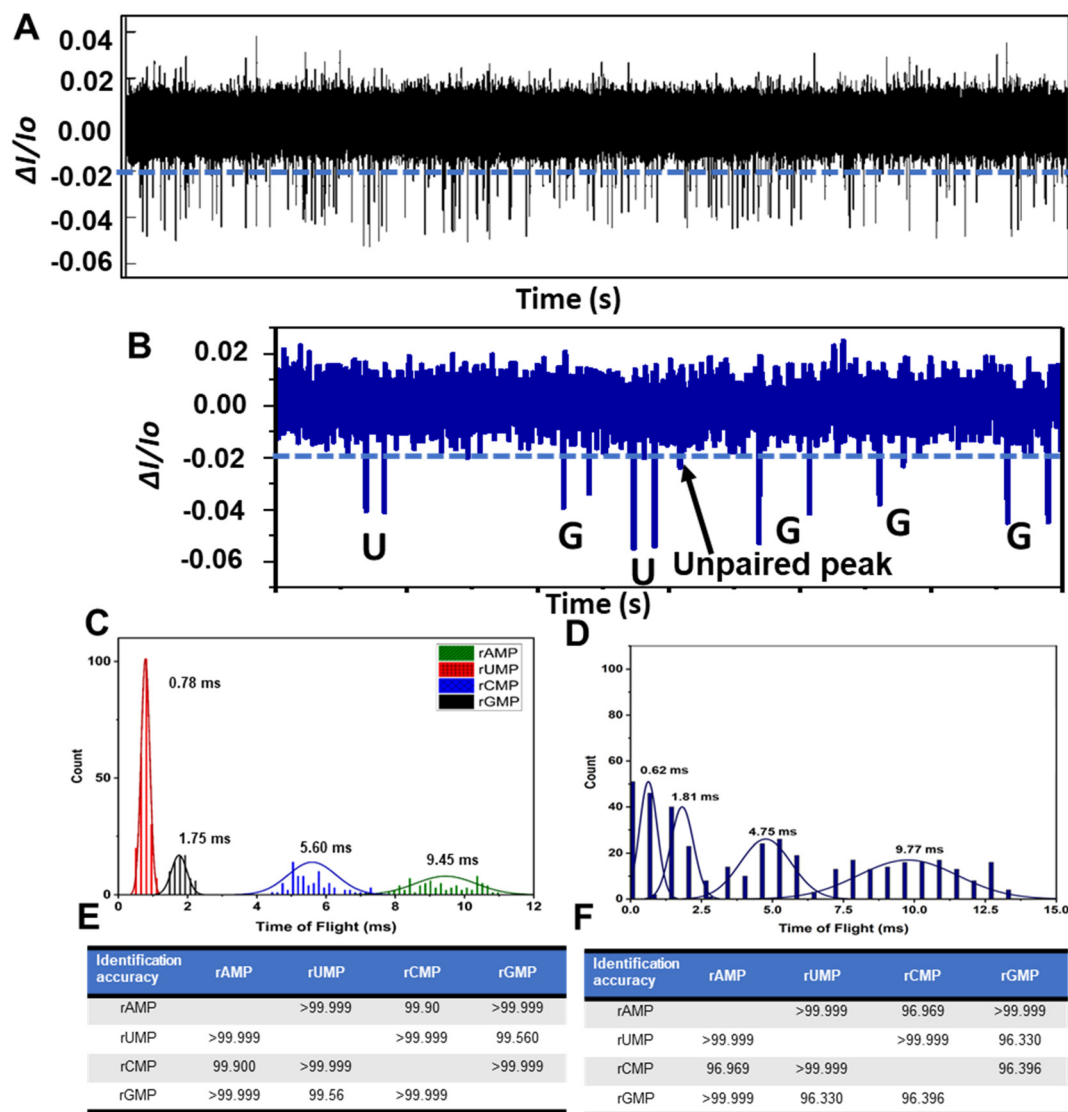 A
0.04
0.02
0.00
-0.02
-0.04
-0.06
ΔI/Io
Time (s)
B
0.02
0.00
-0.02
-0.04
-0.06
ΔI/Io
U
G
U
Unpaired peak
G
G
G
Time (s)
C
100
50
0
Count
0.78 ms
1.75 ms
5.60 ms
9.45 ms
rAMP
rUMP
rCMP
rGMP
0 2 4 6 8 10 12
Time of Flight (ms)
D
100
80
60
40
20
0
Count
0.62 ms
1.81 ms
4.75 ms
9.77 ms
0.0 2.5 5.0 7.5 10.0 12.5 15.0
Time of Flight (ms)
E
Identification
accuracy rAMP rUMP rCMP rGMP
rAMP >99.999 99.90 >99.999
rUMP >99.999 >99.999 99.560
rCMP 99.900 >99.999 >99.999
rGMP >99.999 99.56 >99.999
F
Identification
accuracy rAMP rUMP rCMP rGMP
rAMP >99.999 96.969 >99.999
rUMP >99.999 >99.999 96.330
rCMP 96.969 >99.999 96.396
rGMP >99.999 96.330 96.396